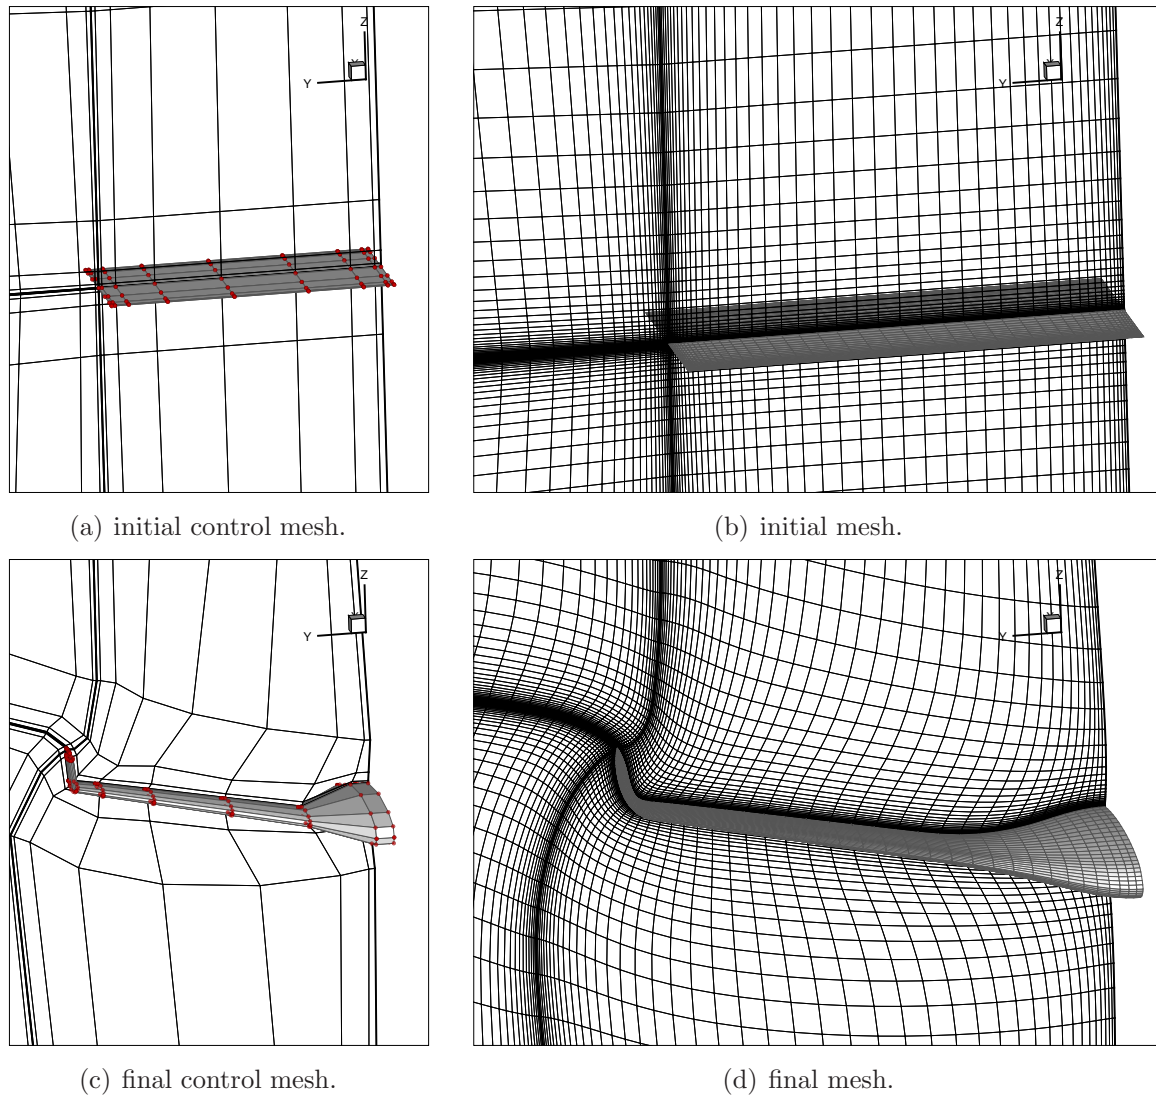 Z
Y
Z
Y
(a) initial control mesh.
(b) initial mesh.
Z
Y
Z
Y
(c) final control mesh.
(d) final mesh.